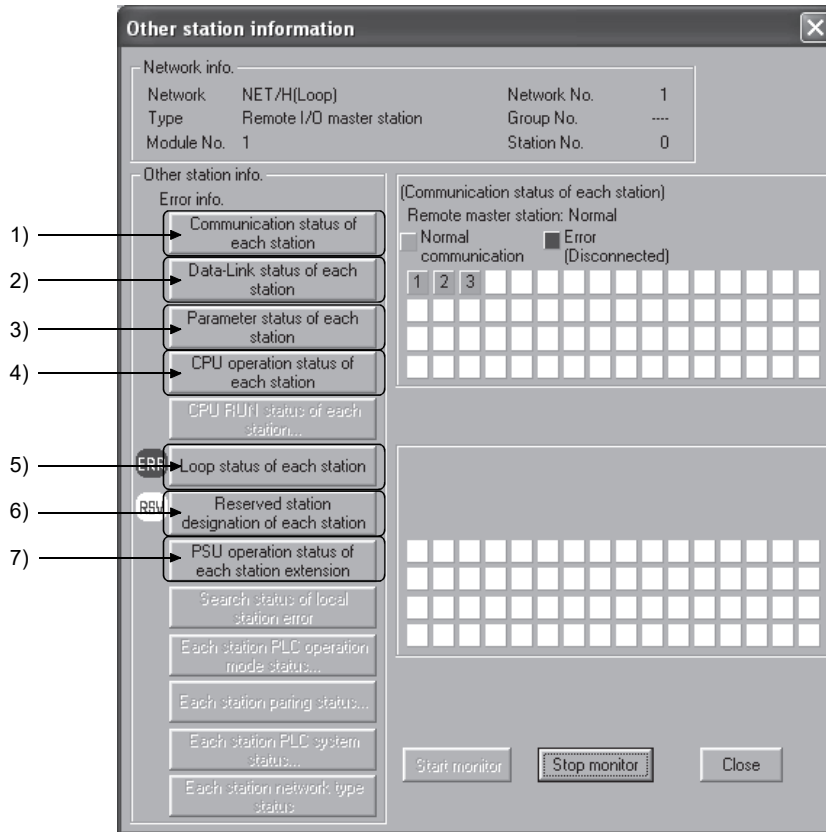 Other station information
Network info.
Network NET/H(Loop) Network No. 1
Type Remote I/O master station Group No. ----
Module No. 1 Station No. 0
Other station info.
Error info.
1) Communication status of
each station
2) Data-Link status of each
station
3) Parameter status of each
station
4) CPU operation status of
each station
CPU RUN status of each
station...
5) ERR Loop status of each station
6) RSV Reserved station
designation of each station
7) PSU operation status of
each station extension
Search status of local
station error
Each station PLC operation
mode status...
Each station paring status...
Each station PLC system
status...
Each station network type
status
(Communication status of each station)
Remote master station: Normal
Normal
communication
Error
(Disconnected)
1 2 3
Start monitor Stop monitor Close